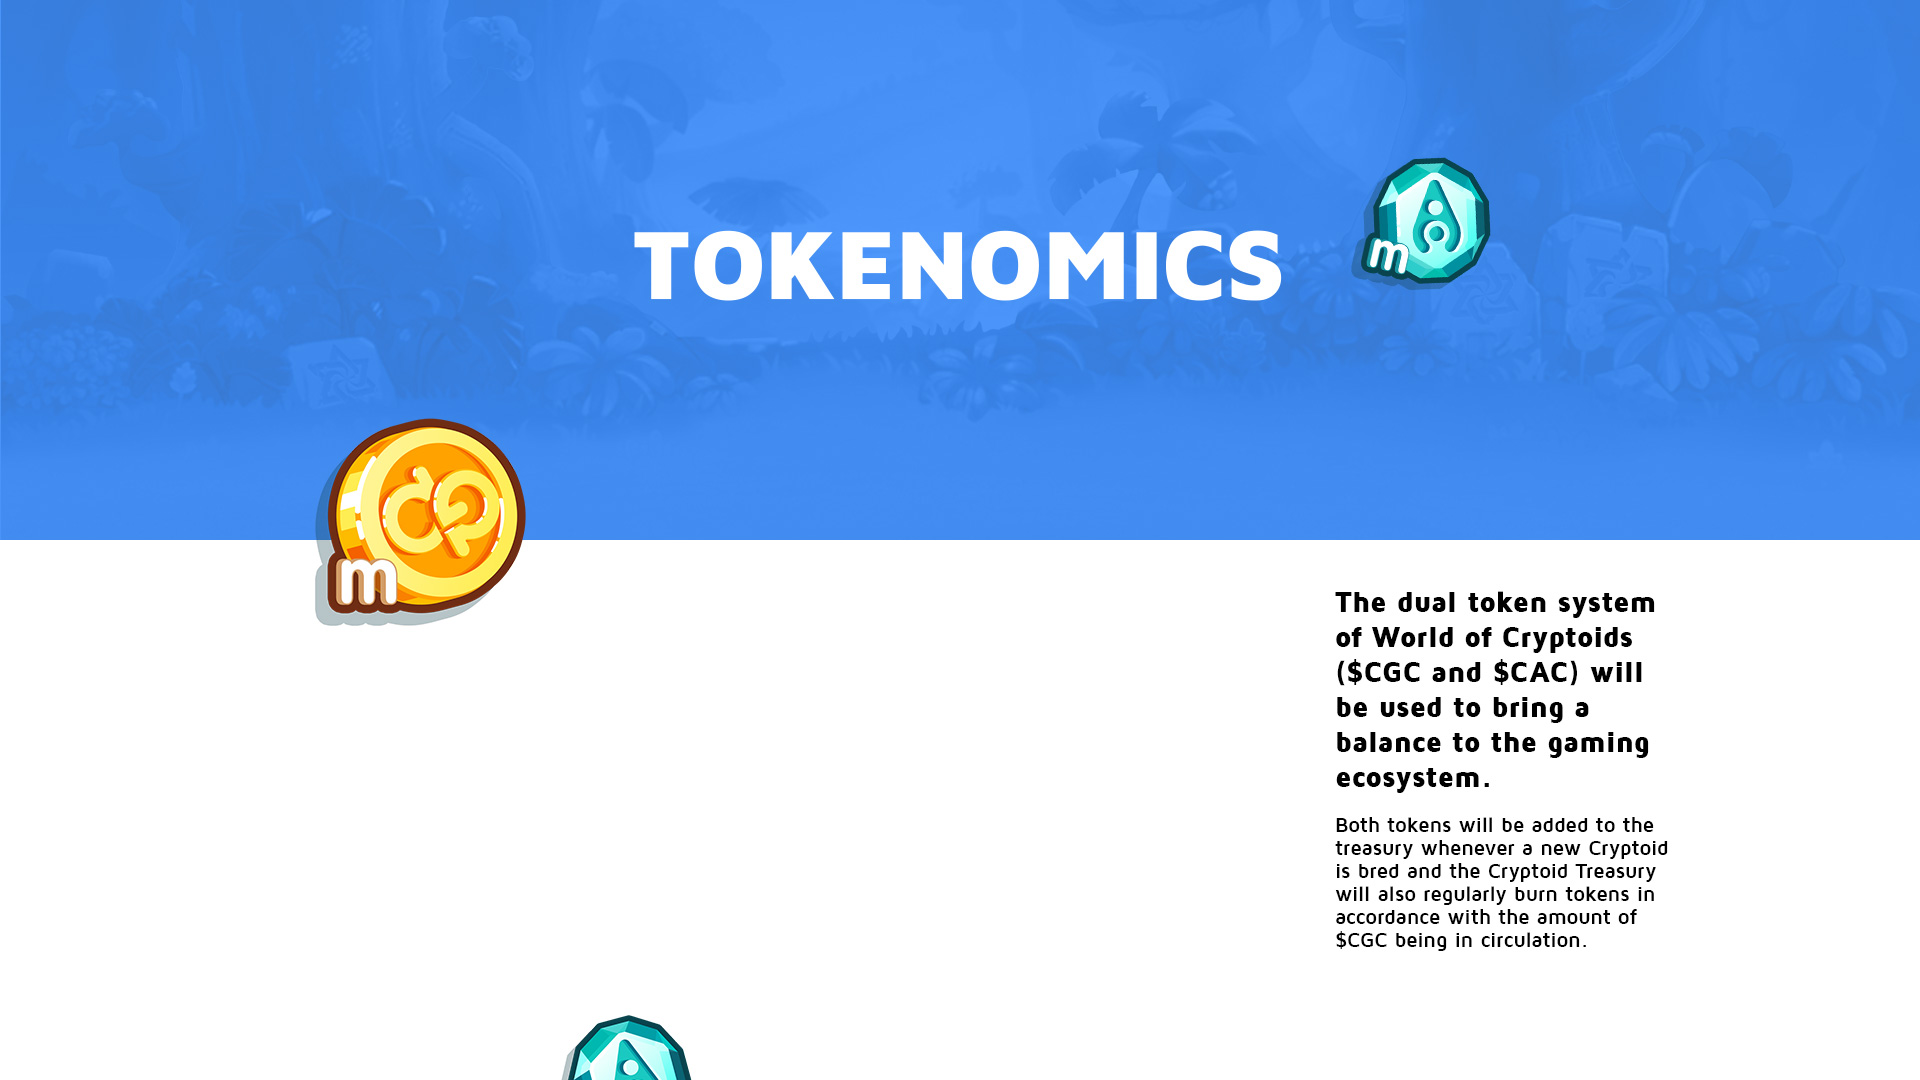 TOKENOMICS
m
m
The dual token system
of World of Cryptoids
($CGC and $CAC) will
be used to bring a
balance to the gaming
ecosystem.
Both tokens will be added to the
treasury whenever a new Cryptoid
is bred and the Cryptoid Treasury
will also regularly burn tokens in
accordance with the amount of
$CGC being in circulation.